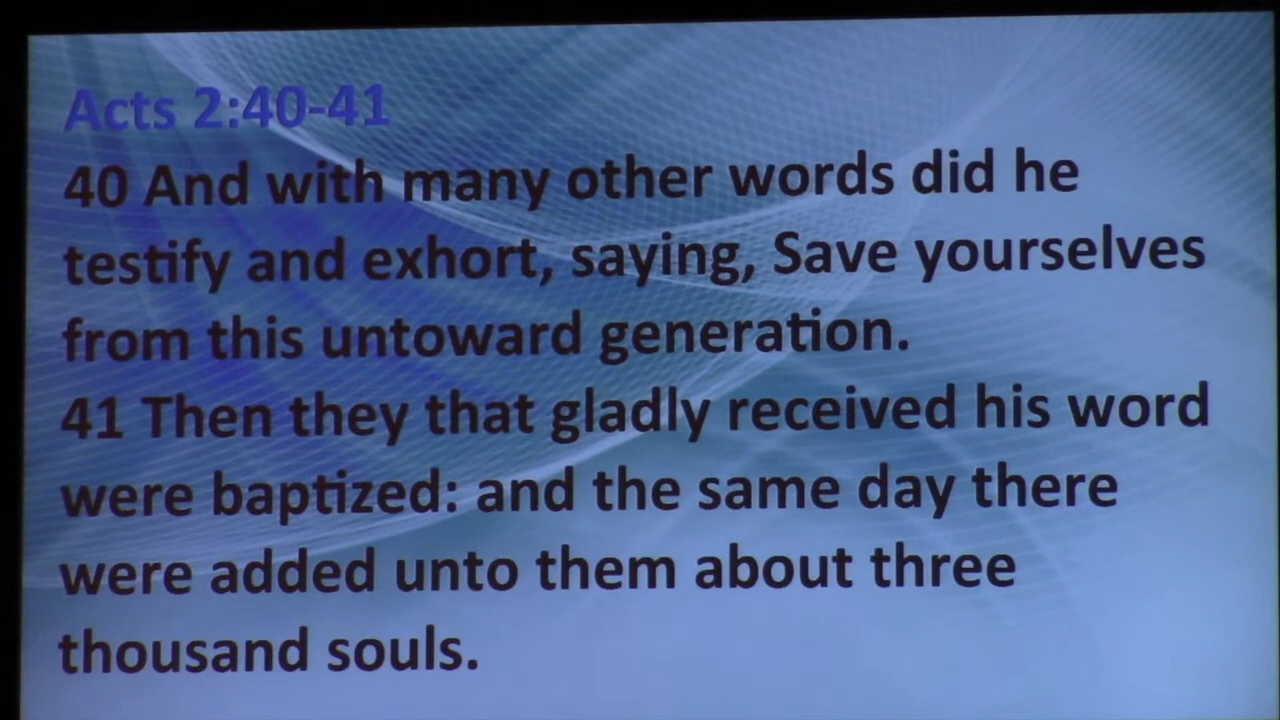 Acts 2:40-41
40 And with many other words did he
testify and exhort, saying, Save yourselves
from this untoward generation.
41 Then they that gladly received his word
were baptized: and the same day there
were added unto them about three
thousand souls.